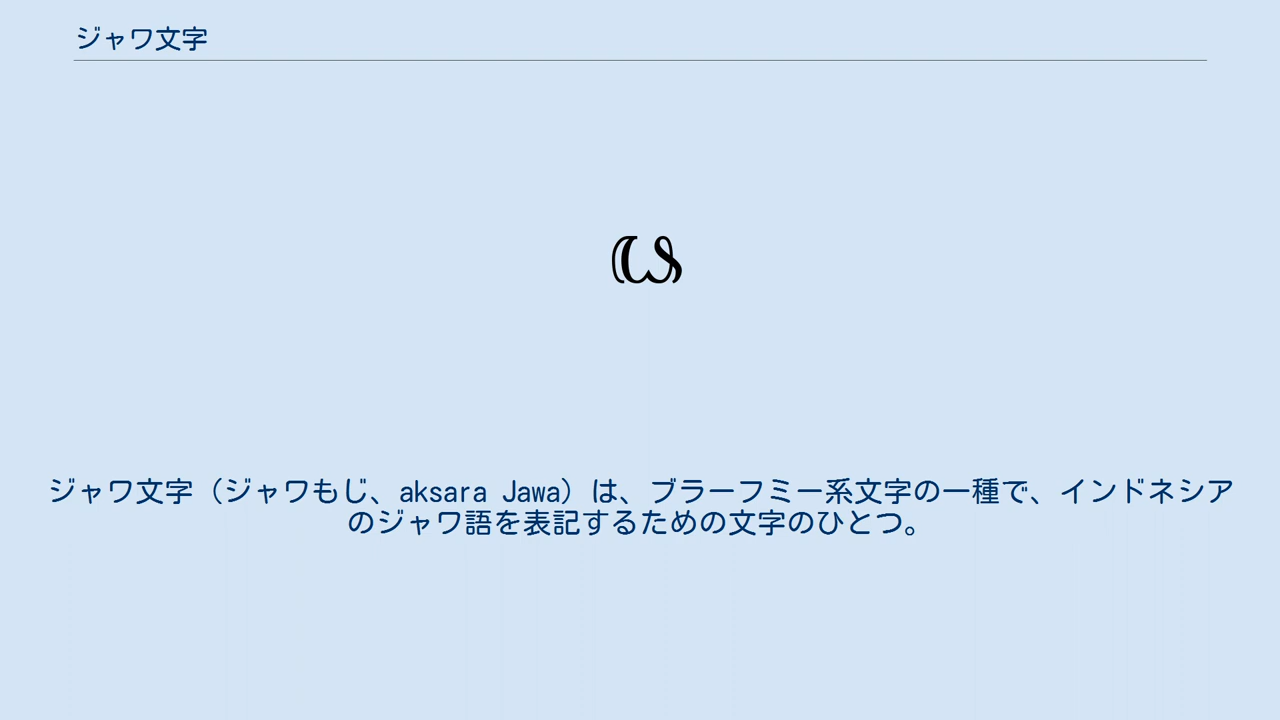 ジャワ文字
ジャワ文字（ジャワもじ、aksara Jawa）は、ブラーフミー系文字の一種で、インドネシア
のジャワ語を表記するための文字のひとつ。